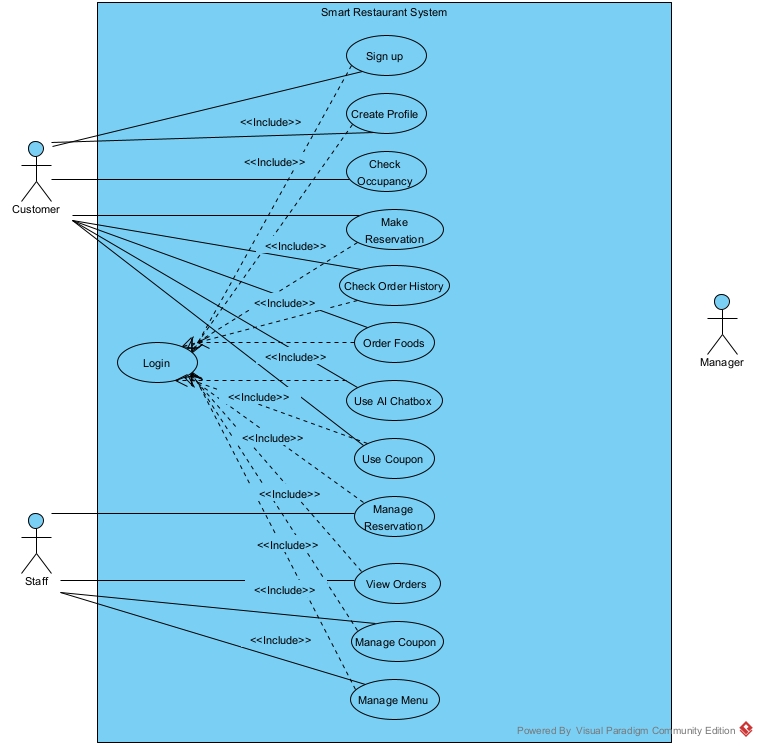 Smart Restaurant System
Sign up
Create Profile
<<Include>>
<<Include>>
Check
Occupancy
Customer
Make
Reservation
<<Include>>
Check Order History
<<Include>>
Order Foods
<<Include>>
Login
Manager
Use AI Chatbox
<<Include>>
<<Include>>
Use Coupon
<<Include>>
Manage
Reservation
<<Include>>
Staff
View Orders
<<Include>>
Manage Coupon
<<Include>>
Manage Menu
Powered By Visual Paradigm Community Edition